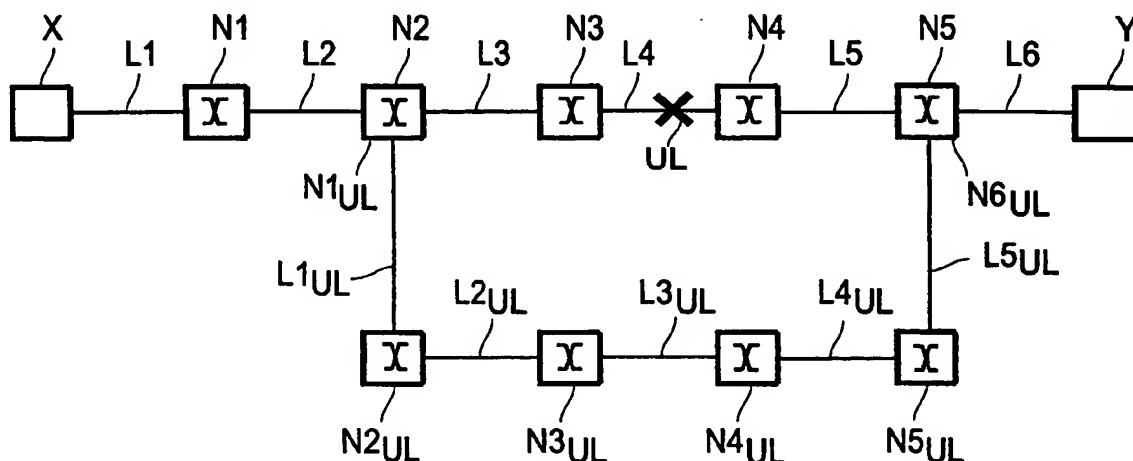 X L1 N1 L2 N2 L3 N3 L4 N4 L5 N5 L6 Y
UL
N1UL N6UL
L1UL L5UL
L2UL L3UL L4UL
N2UL N3UL N4UL N5UL